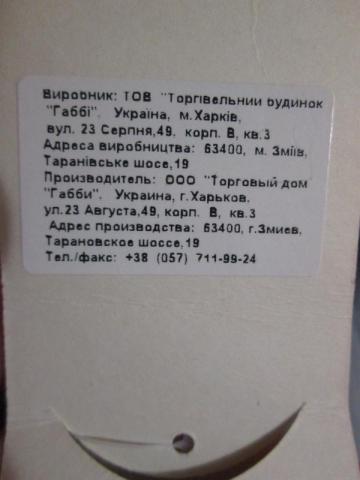 Виробник: ТОВ "Торгівельний будинок
"Габбі". Україна, м.Харків,
вул. 23 Серпня,49, корп. В, кв.3
Адреса виробництва: 63400, м. Зміїв,
Таранівське шосе,19
Производитель: ООО "Торговый дом
"Габби". Украина, г.Харьков,
ул.23 Августа,49, корп. В, кв.3
Адрес производства: 63400, г.Змиев,
Тарановское шоссе,19
Тел./факс: +38 (057) 711-99-24